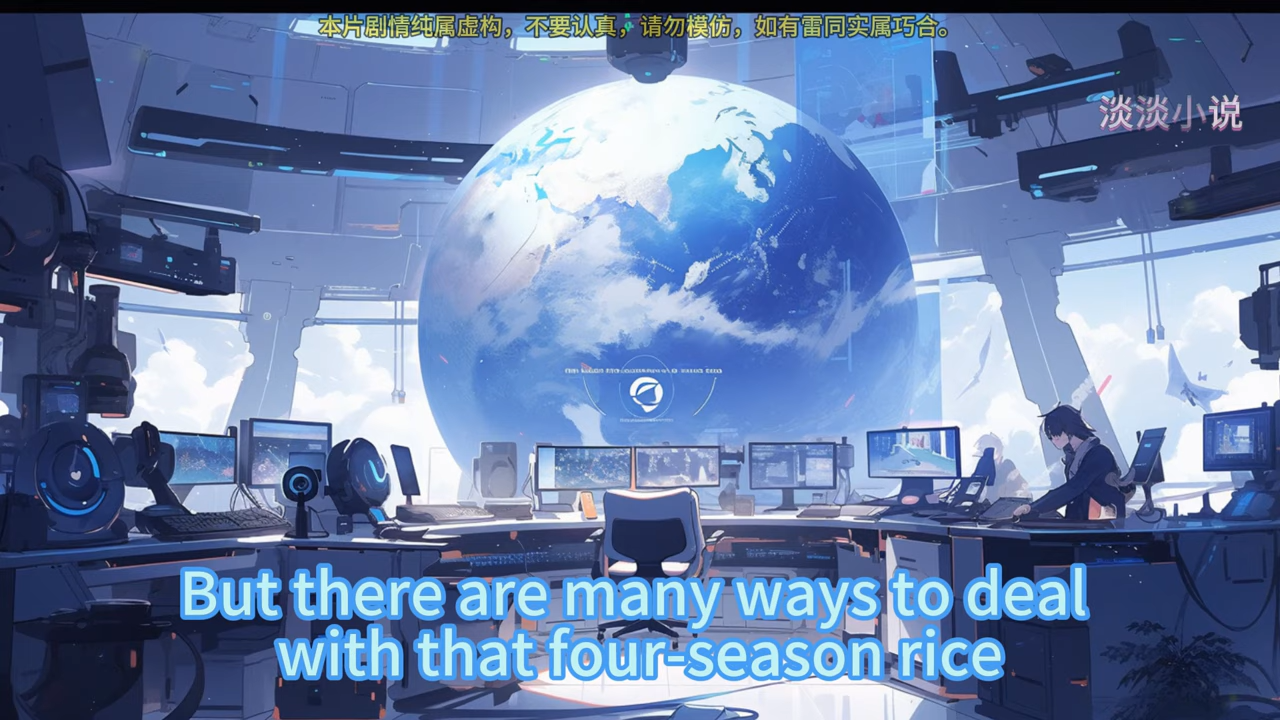 本片剧情纯属虚构，不要认真，请勿模仿，如有雷同实属巧合。
淡淡小说
But there are many ways to deal
with that four-season rice